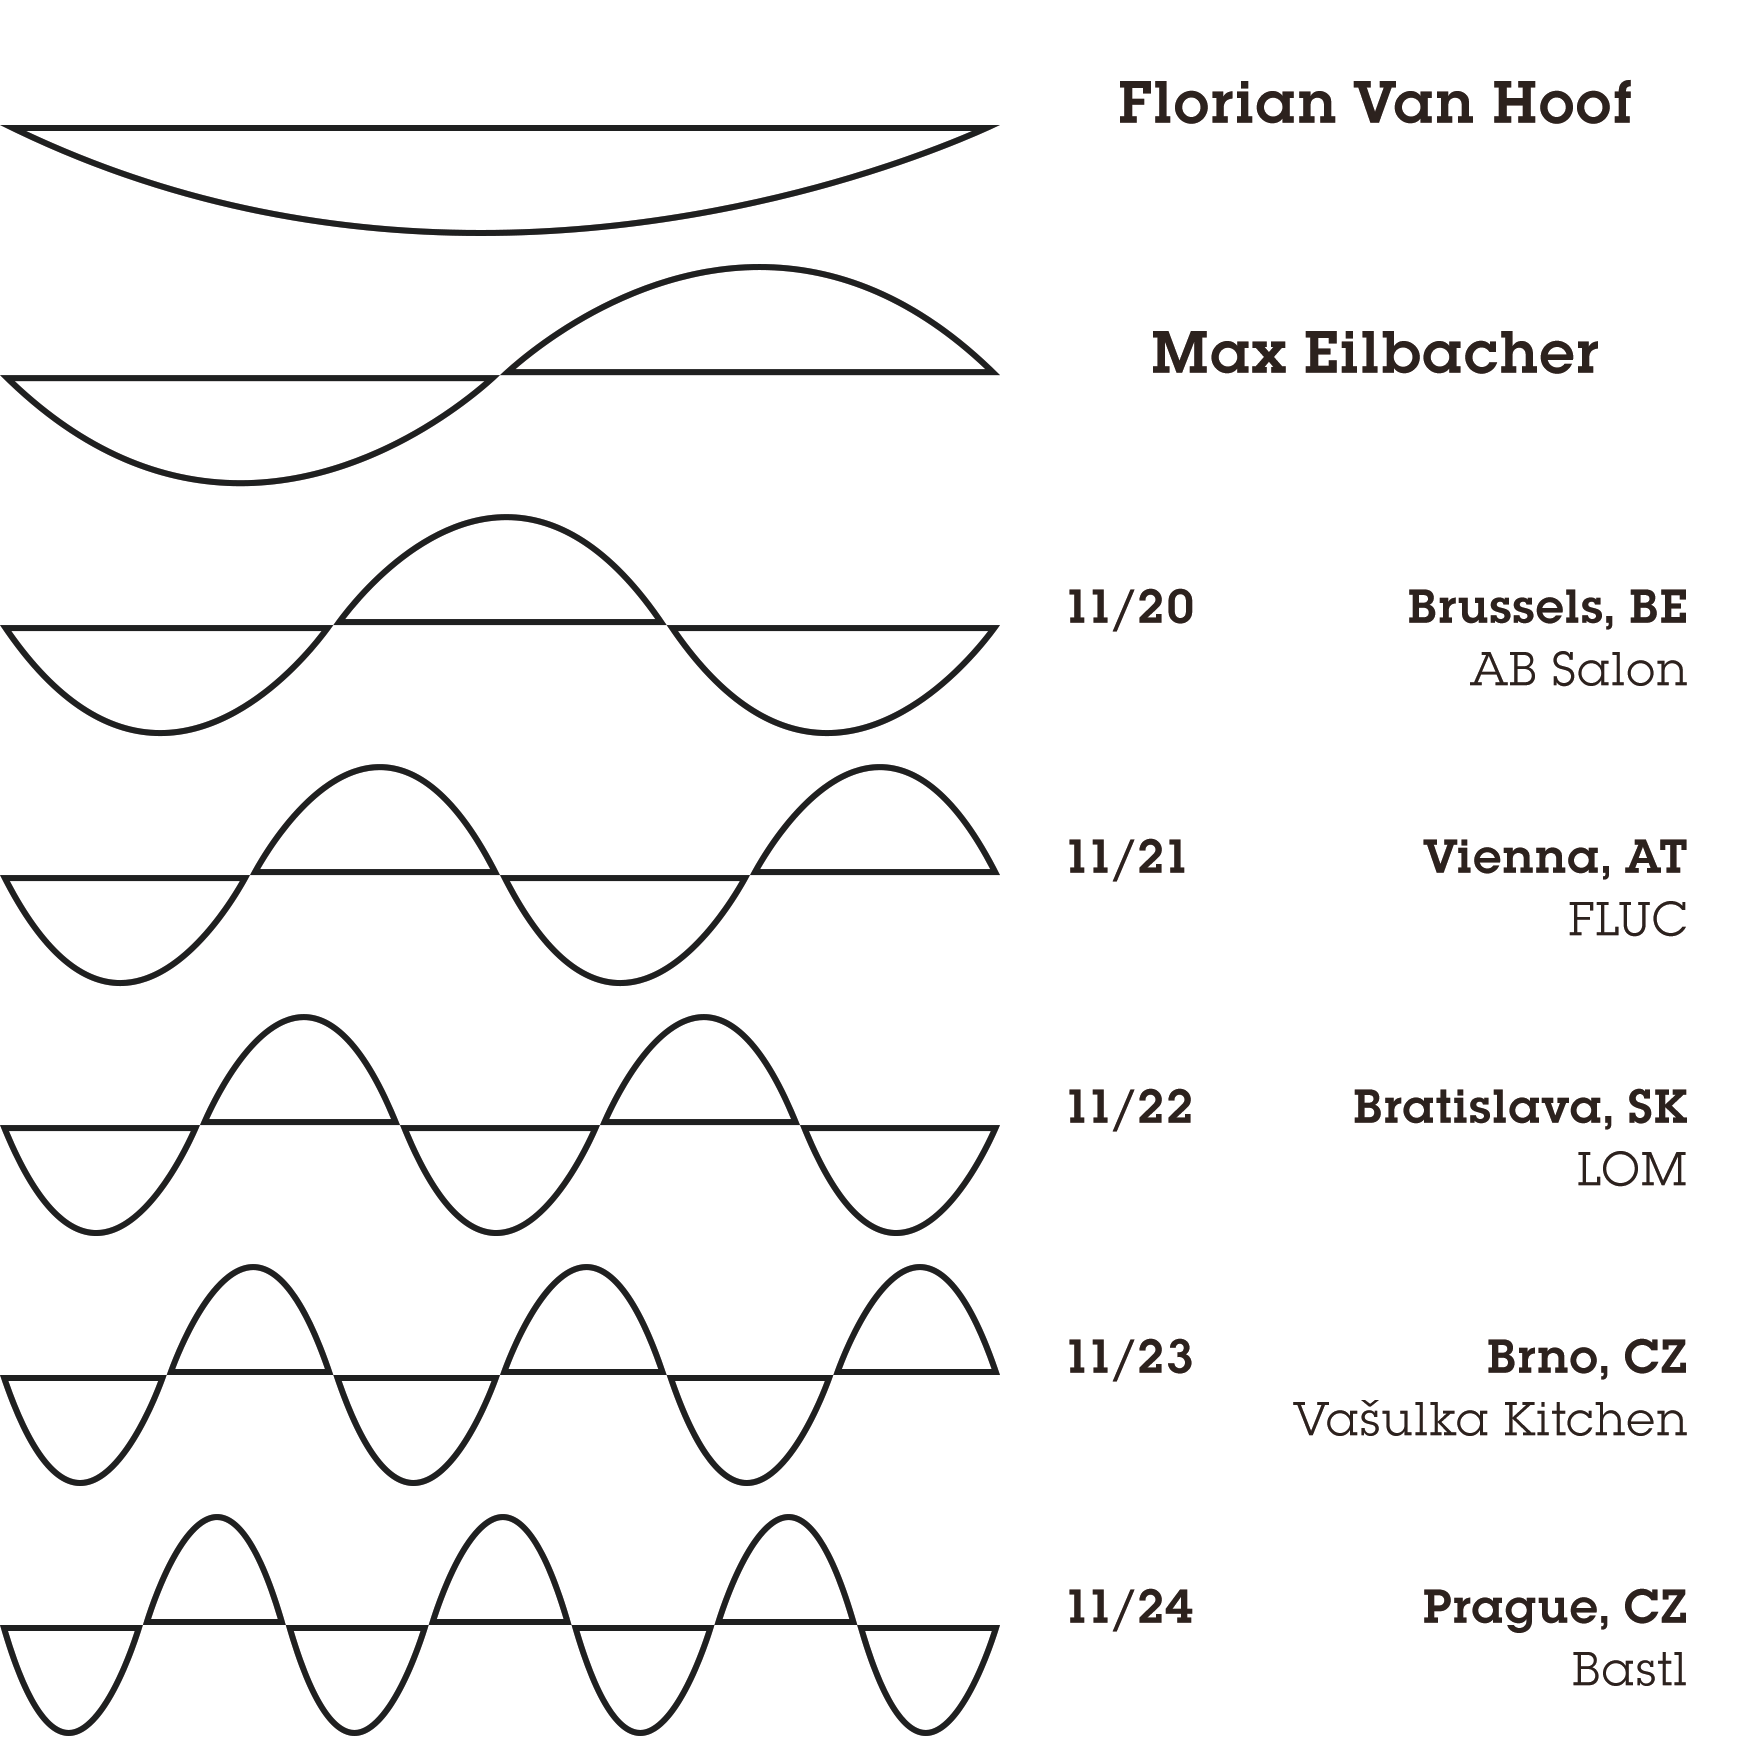 Florian Van Hoof
Max Eilbacher
11/20 Brussels, BE
AB Salon
11/21 Vienna, AT
FLUC
11/22 Bratislava, SK
LOM
11/23 Brno, CZ
Vašulka Kitchen
11/24 Prague, CZ
Bastl